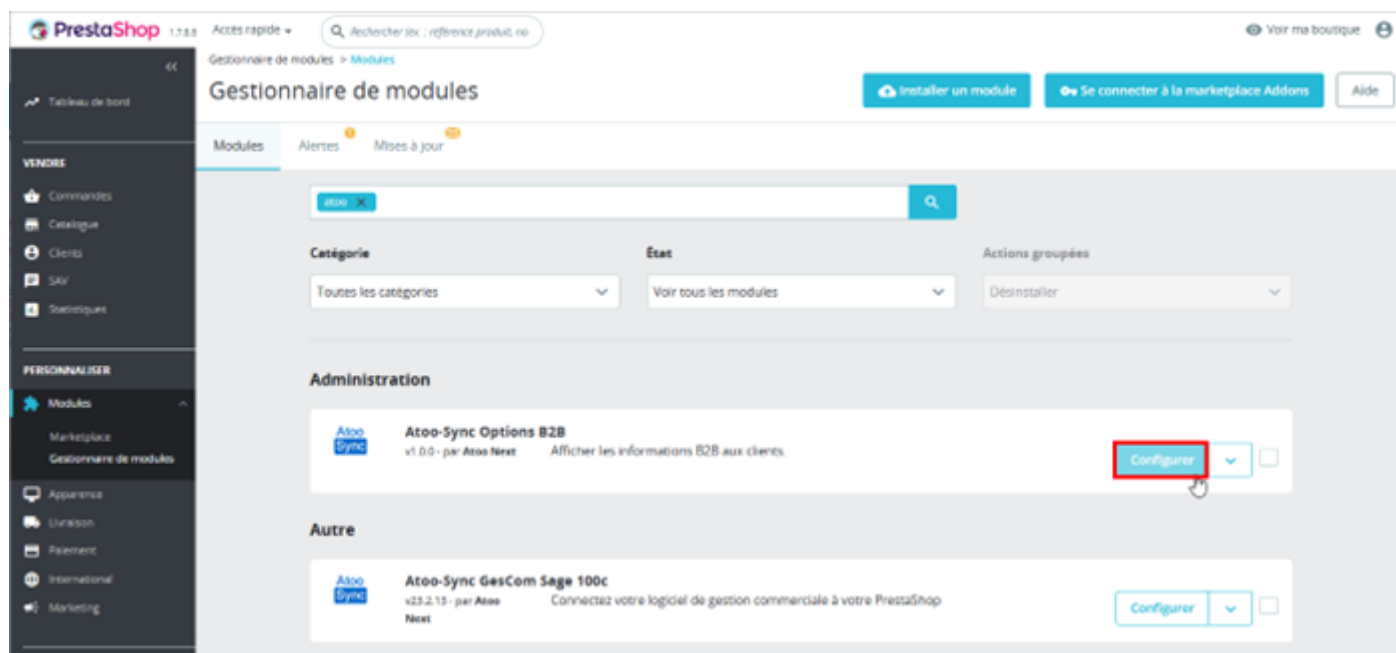 PrestaShop 1.7.8.8 Accès rapide Rechercher (ex. : référence produit, no Voir ma boutique
Gestionnaire de modules > Modules
Gestionnaire de modules
Installer un module Se connecter à la marketplace Addons Aide
Modules Alertes Mises à jour
Tableau de bord
VENDRE
Commandes
Catalogue
Clients
SAV
Statistiques
PERSONNALISER
Modules
Marketplace
Gestionnaire de modules
Apparence
Livraison
Paiement
International
Marketing
atoo
Catégorie État Actions groupées
Toutes les catégories Voir tous les modules Désinstaller
Administration
Atoo Sync
Atoo-Sync Options B2B
v1.0.0 - par Atoo Next Afficher les informations B2B aux clients.
Configurer
Autre
Atoo Sync
Atoo-Sync GesCom Sage 100c
v23.2.13 - par Atoo Next Connectez votre logiciel de gestion commerciale à votre PrestaShop
Configurer